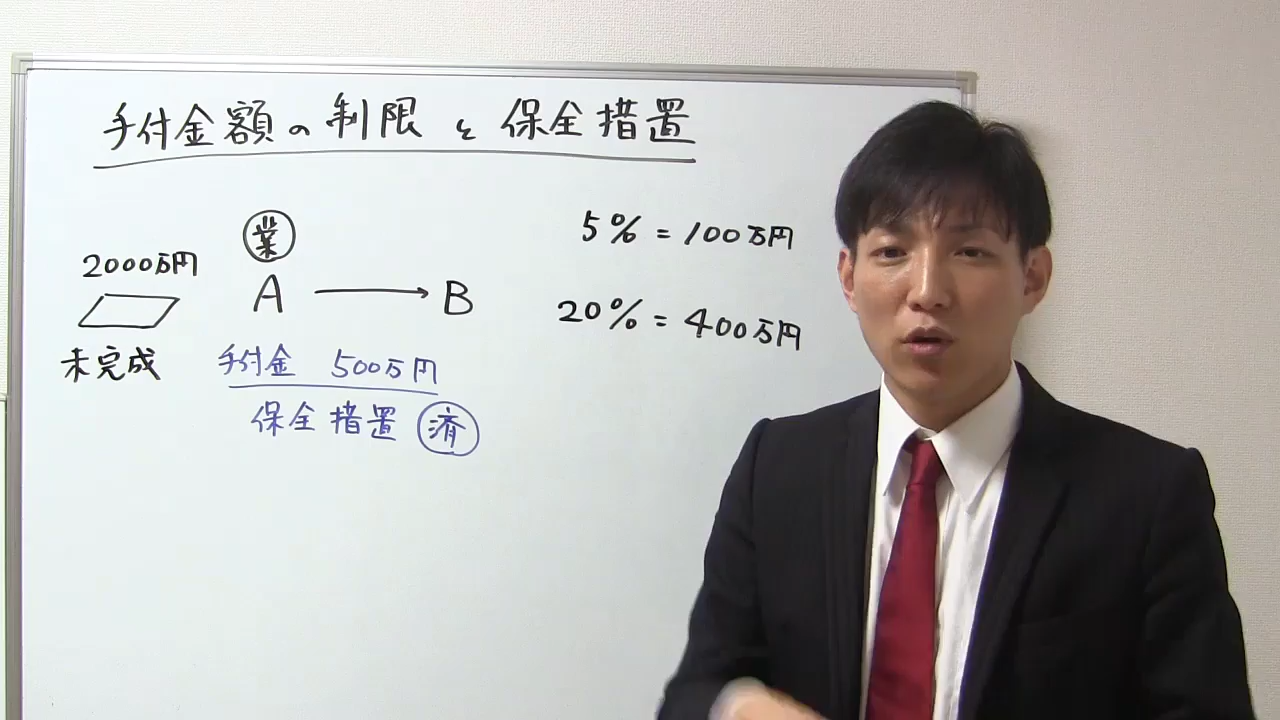 手付金額の制限と保全措置
業
2000万円
A → B
未完成
手付金 500万円
保全措置 済
5% = 100万円
20% = 400万円